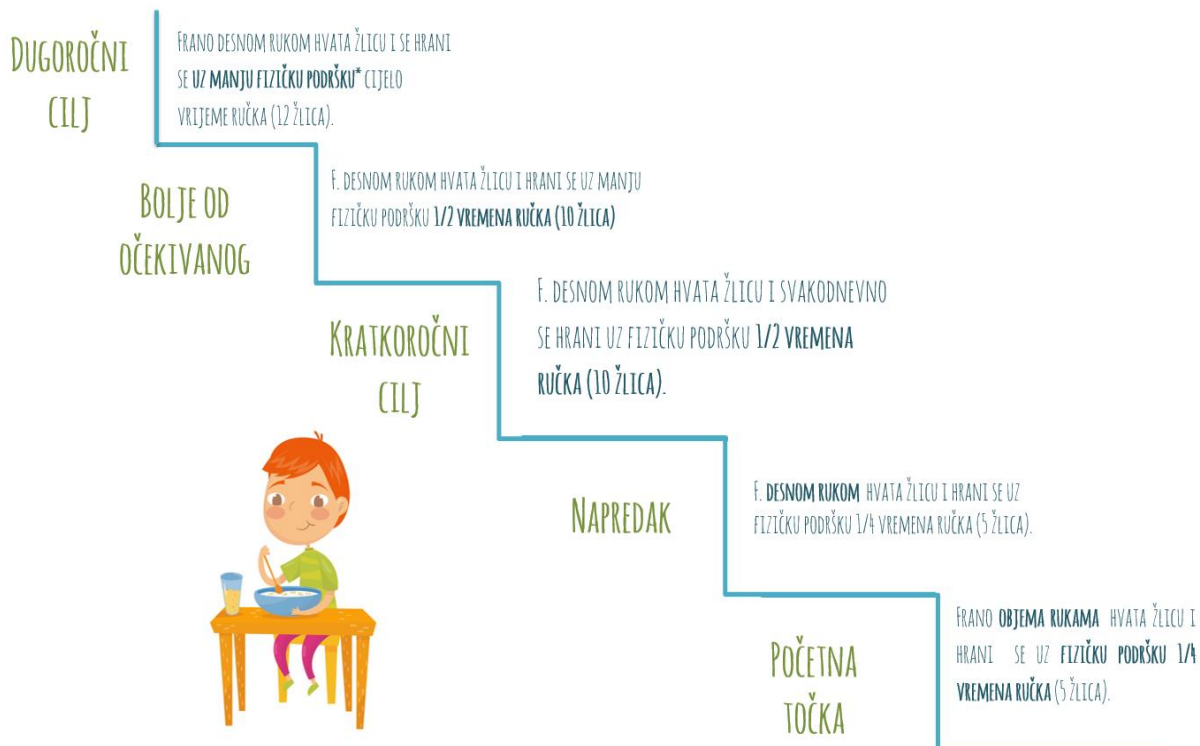 DUGOROČNI
CILJ
FRANO DESNOM RUKOM HVATA ŽLICU I SE HRANI
SE UZ MANJU FIZIČKU PODRŠKU* CIJELO
VRIJEME RUČKA (12 ŽLICA).
BOLJE OD
OČEKIVANOG
F. DESNOM RUKOM HVATA ŽLICU I HRANI SE UZ MANJU
FIZIČKU PODRŠKU 1/2 VREMENA RUČKA (10 ŽLICA)
KRATKOROČNI
CILJ
F. DESNOM RUKOM HVATA ŽLICU I SVAKODNEVNO
SE HRANI UZ FIZIČKU PODRŠKU 1/2 VREMENA
RUČKA (10 ŽLICA).
NAPREDAK
F. DESNOM RUKOM HVATA ŽLICU I HRANI SE UZ
FIZIČKU PODRŠKU 1/4 VREMENA RUČKA (5 ŽLICA).
POČETNA
TOČKA
FRANO OBJEMA RUKAMA HVATA ŽLICU I
HRANI SE UZ FIZIČKU PODRŠKU 1/4
VREMENA RUČKA (5 ŽLICA).